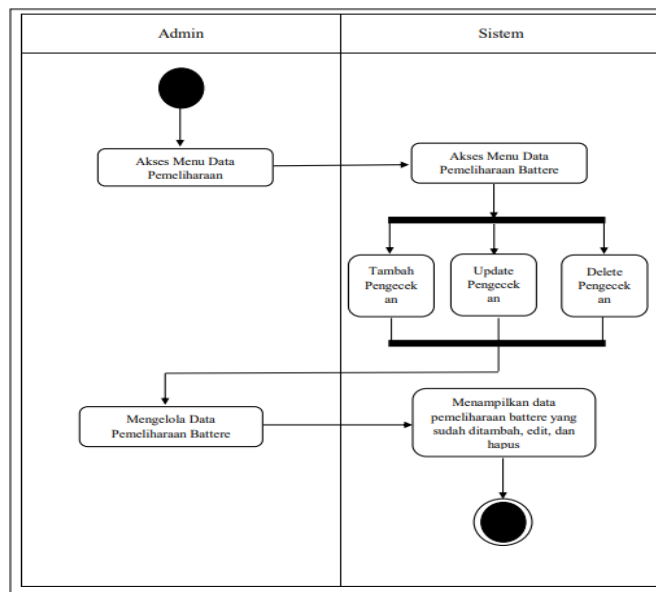 Admin
Sistem
Akses Menu Data
Pemeliharaan
Akses Menu Data
Pemeliharaan Battere
Tambah
Pengecek
an
Update
Pengecek
an
Delete
Pengecek
an
Mengelola Data
Pemeliharaan Battere
Menampilkan data
pemeliharaan battere yang
sudah ditambah, edit, dan
hapus